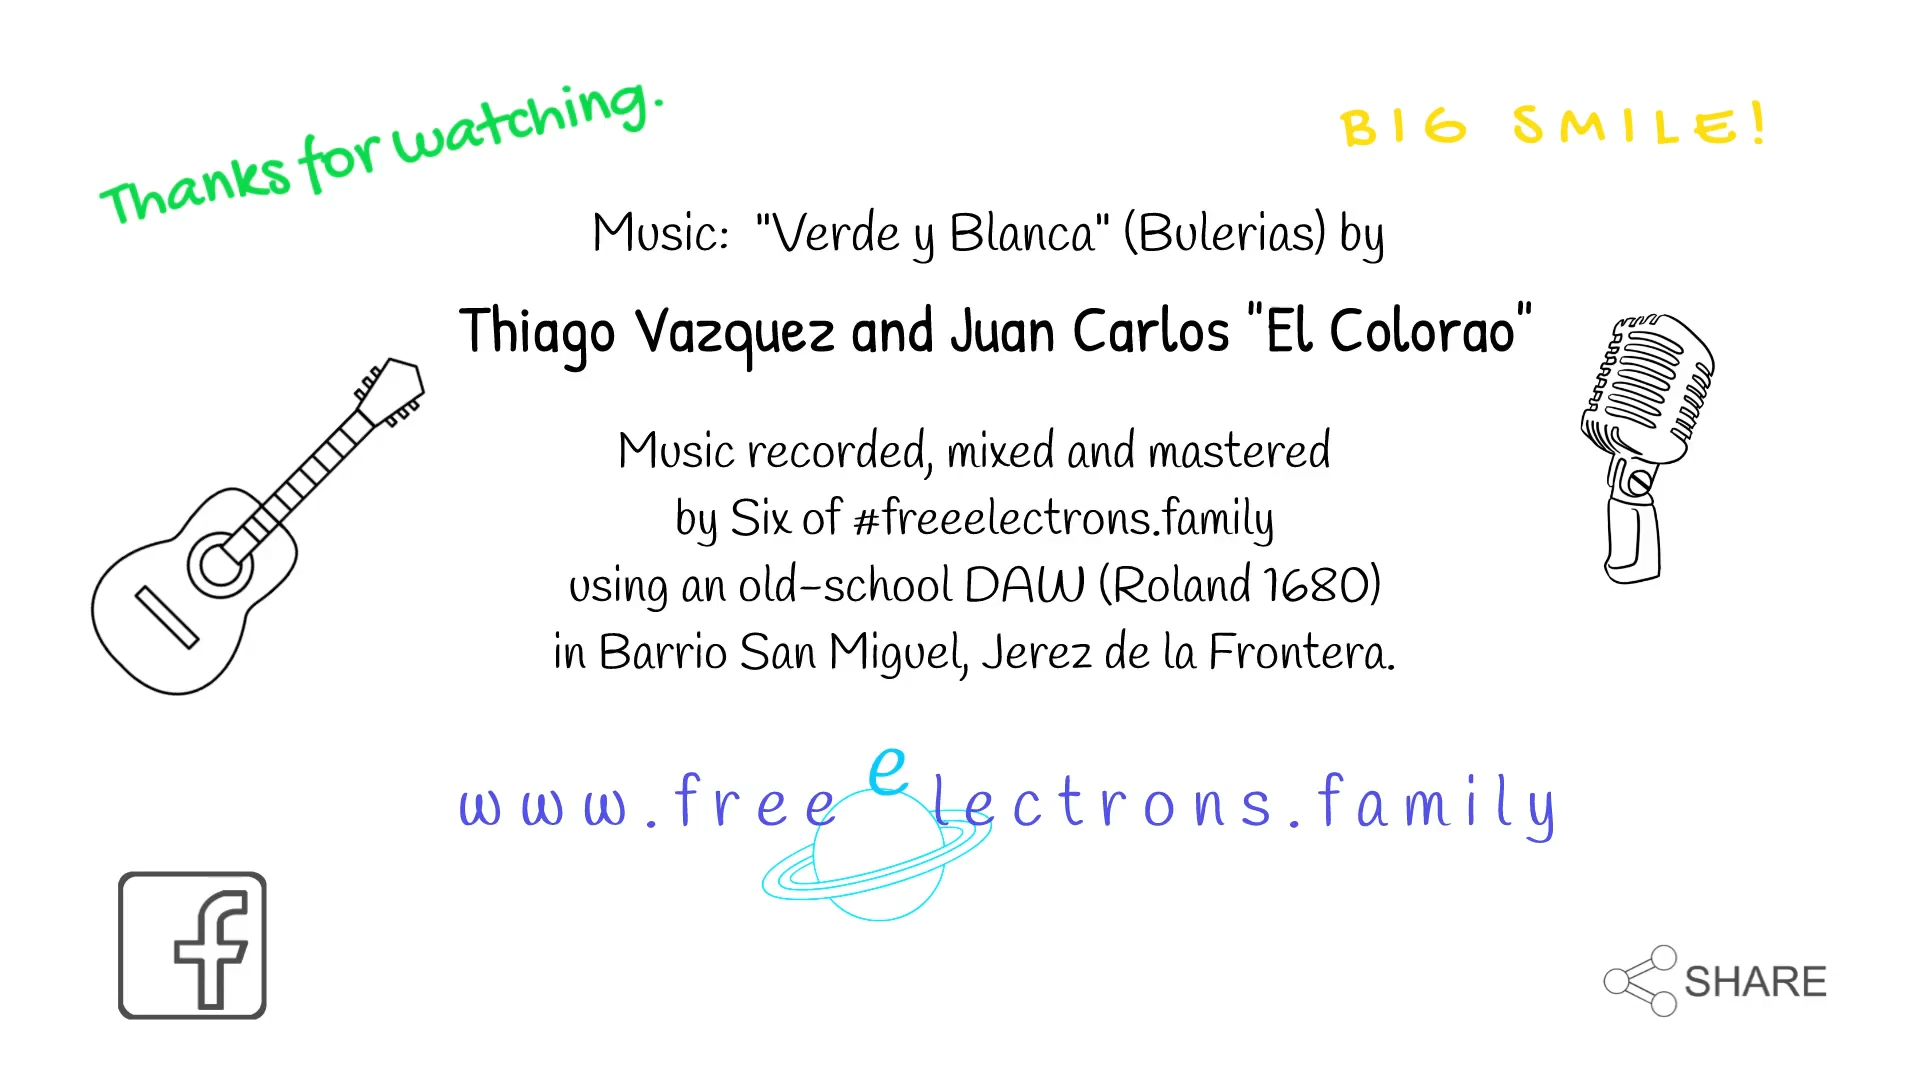 Thanks for watching.
BIG SMILE!
Music: "Verde y Blanca" (Bulerias) by
Thiago Vazquez and Juan Carlos "El Colorao"
Music recorded, mixed and mastered
by Six of #freeelectrons.family
using an old-school DAW (Roland 1680)
in Barrio San Miguel, Jerez de la Frontera.
www.freeelectrons.family
f
SHARE